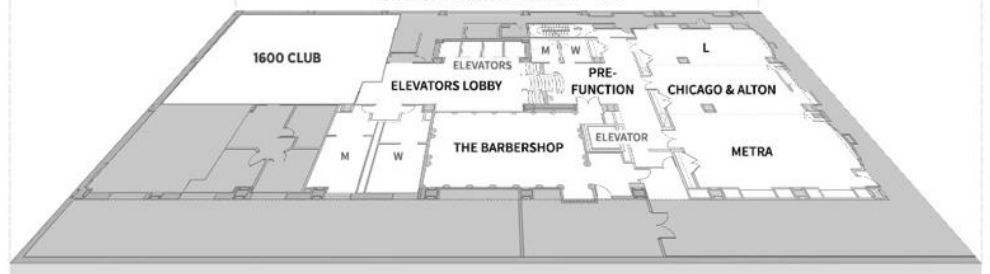 L
M W
1600 CLUB
ELEVATORS
PRE-
FUNCTION
ELEVATORS LOBBY
CHICAGO & ALTON
ELEVATOR
THE BARBERSHOP
METRA
M
W